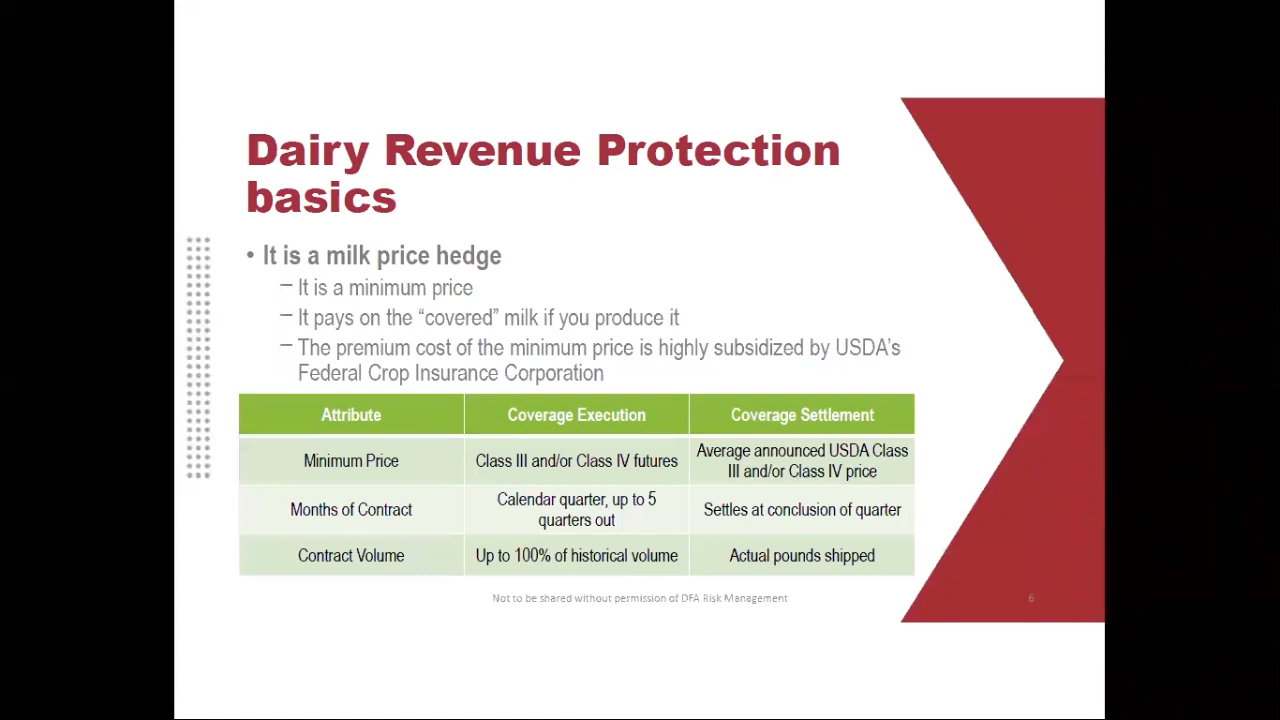 Dairy Revenue Protection
basics
• It is a milk price hedge
– It is a minimum price
– It pays on the “covered” milk if you produce it
– The premium cost of the minimum price is highly subsidized by USDA’s
Federal Crop Insurance Corporation
Attribute Coverage Execution Coverage Settlement
Minimum Price Class III and/or Class IV futures Average announced USDA Class
III and/or Class IV price
Months of Contract Calendar quarter, up to 5
quarters out Settles at conclusion of quarter
Contract Volume Up to 100% of historical volume Actual pounds shipped
Not to be shared without permission of DFA Risk Management 6